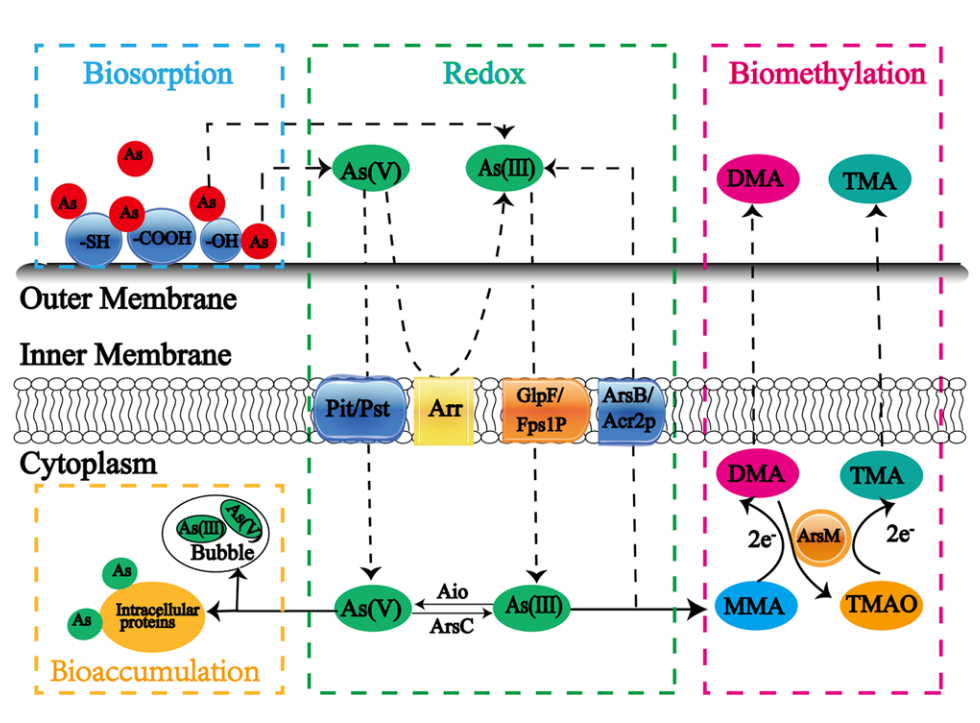 Biosorption
Redox
Biomethylation
As
As
As
As
As
-SH
-COOH
-OH
As(V)
As(III)
DMA
TMA
Outer Membrane
Inner Membrane
Pit/Pst
Arr
GlpF/
Fps1P
ArsB/
Acr2p
Cytoplasm
As(III)
As(V)
Bubble
As
As
Intracellular
proteins
Bioaccumulation
As(V)
Aio
ArsC
As(III)
DMA
TMA
2e-
ArsM
2e-
MMA
TMAO